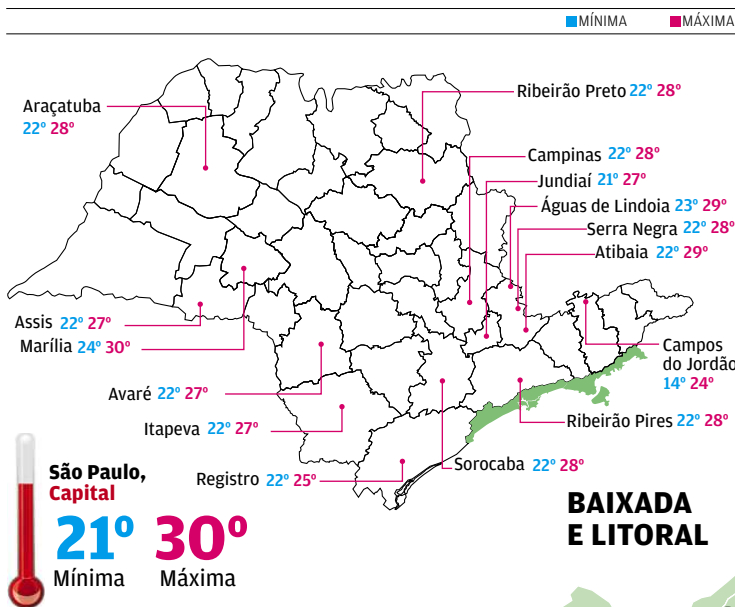 MÍNIMA MÁXIMA
Araçatuba
22º 28º
Ribeirão Preto 22º 28º
Campinas 22º 28º
Jundiaí 21º 27º
Águas de Lindoia 23º 29º
Serra Negra 22º 28º
Atibaia 22º 29º
Assis 22º 27º
Marília 24º 30º
Campos
do Jordão
14º 24º
Avaré 22º 27º
Itapeva 22º 27º
Ribeirão Pires 22º 28º
Sorocaba 22º 28º
Registro 22º 25º
São Paulo,
Capital
21º 30º
Mínima Máxima
BAIXADA
E LITORAL